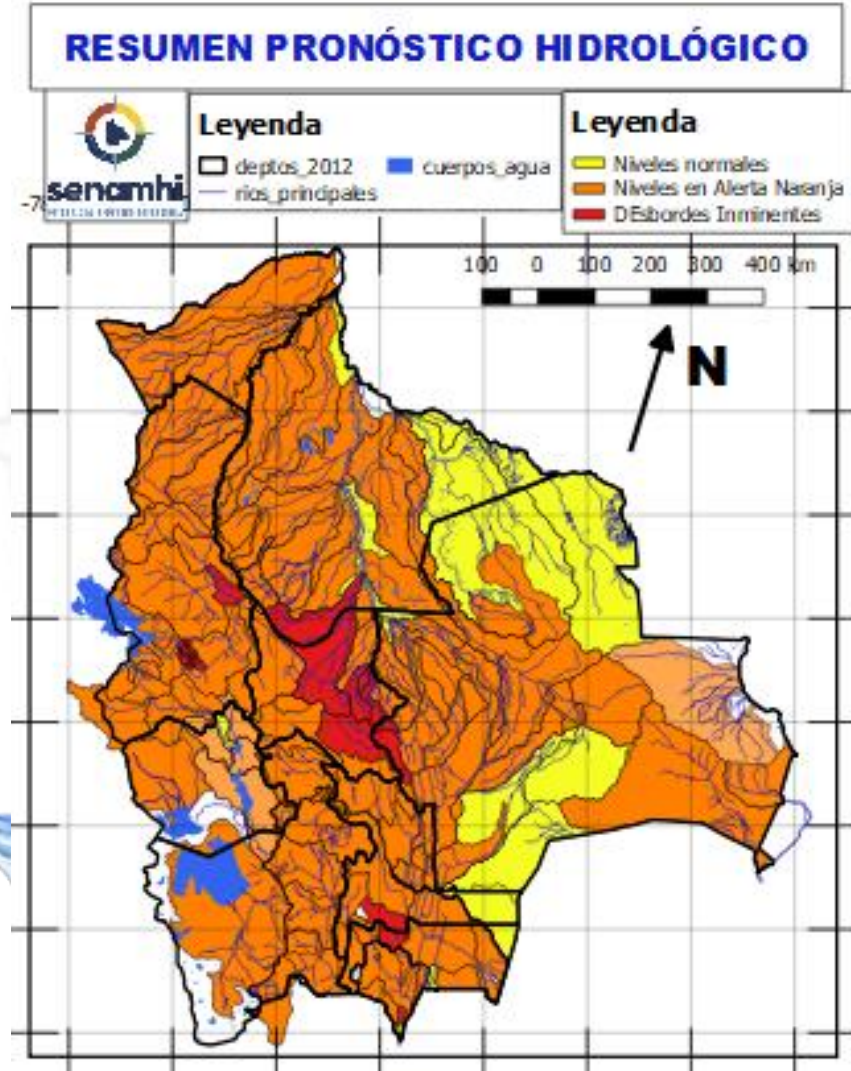 RESUMEN PRONÓSTICO HIDROLÓGICO
senamhi
Leyenda
deptos_2012
cuerpos_agua
rios_principales
Leyenda
Niveles normales
Niveles en Alerta Naranja
DEsbordes Inminentes
100 0 100 200 300 400 km
N